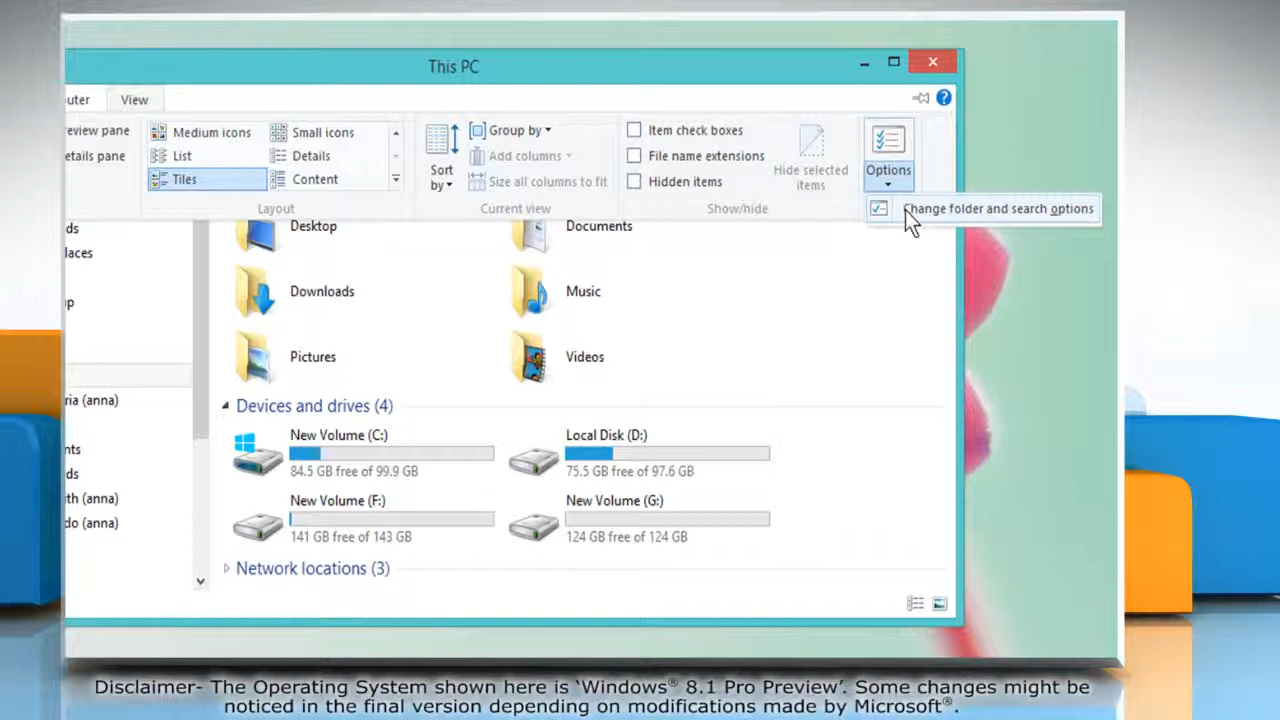 This PC
uter
View
review pane
etails pane
Medium icons
Small icons
List
Details
Tiles
Content
Layout
Sort by
Group by
Add columns
Size all columns to fit
Current view
Item check boxes
File name extensions
Hidden items
Hide selected items
Show/hide
Options
Change folder and search options
ds
laces
p
ria (anna)
nts
ds
ith (anna)
do (anna)
Desktop
Documents
Downloads
Music
Pictures
Videos
Devices and drives (4)
New Volume (C:)
84.5 GB free of 99.9 GB
Local Disk (D:)
75.5 GB free of 97.6 GB
New Volume (F:)
141 GB free of 143 GB
New Volume (G:)
124 GB free of 124 GB
Network locations (3)
Disclaimer- The Operating System shown here is ‘Windows® 8.1 Pro Preview’. Some changes might be
noticed in the final version depending on modifications made by Microsoft®.